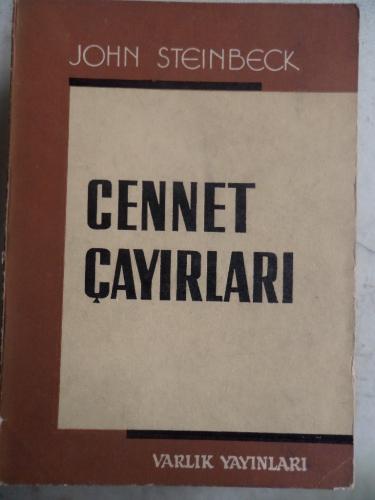 JOHN STEINBECK
CENNET
ÇAYIRLARI
VARLIK YAYINLARI